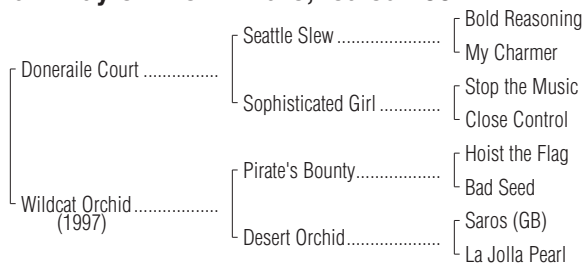 Bold Reasoning
Seattle Slew ..................
My Charmer
Doneraile Court ...............
Stop the Music
Sophisticated Girl .............
Close Control
Hoist the Flag
Pirate's Bounty...................
Bad Seed
Wildcat Orchid .................
(1997)
Saros (GB)
Desert Orchid.....................
La Jolla Pearl